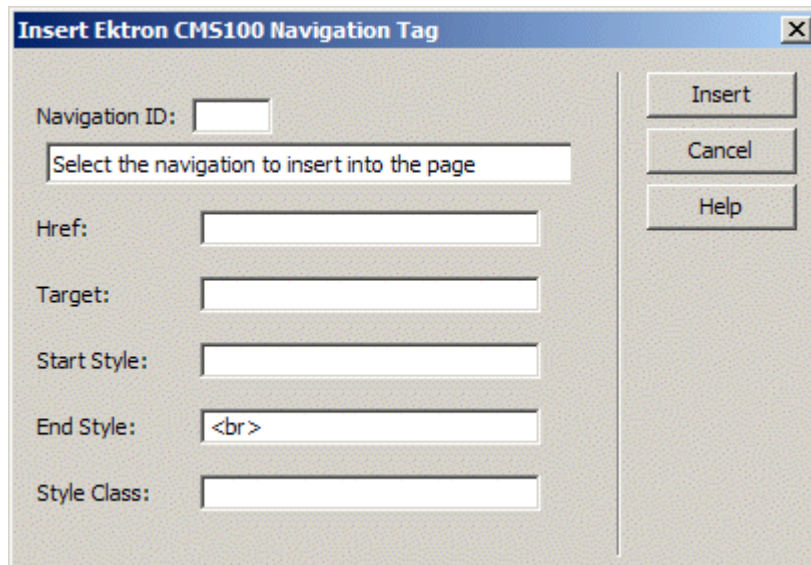 Insert Ektron CMS100 Navigation Tag
Navigation ID:
Select the navigation to insert into the page
Href:
Target:
Start Style:
End Style: <br>
Style Class:
Insert
Cancel
Help